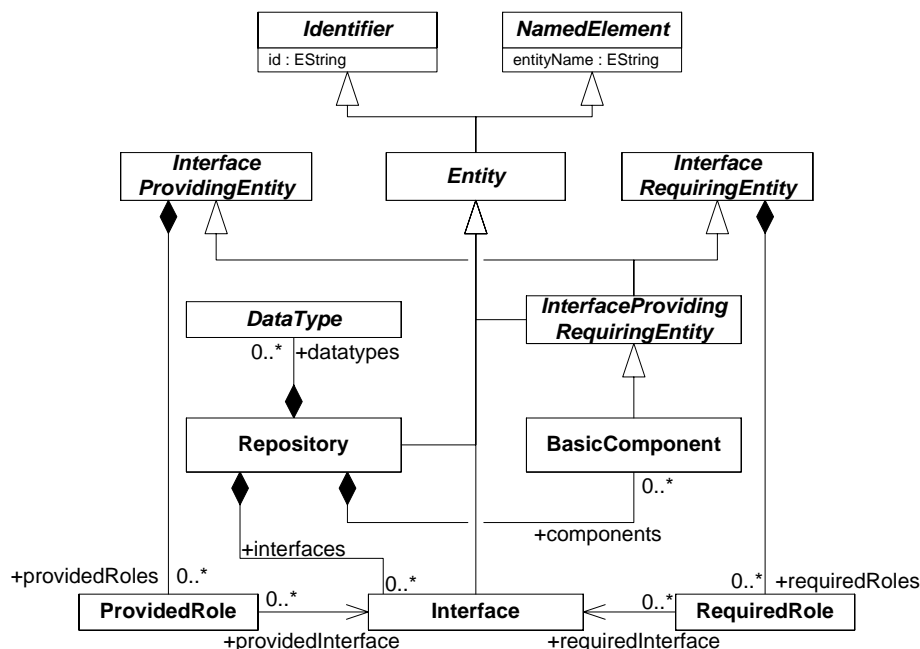 Identifier
id : EString
NamedElement
entityName : EString
Interface
ProvidingEntity
Entity
Interface
RequiringEntity
DataType
0..*
+datatypes
InterfaceProviding
RequiringEntity
Repository
BasicComponent
0..*
+components
+interfaces
+providedRoles
0..*
0..*
0..*
+requiredRoles
ProvidedRole
0..*
Interface
0..*
RequiredRole
+providedInterface
+requiredInterface